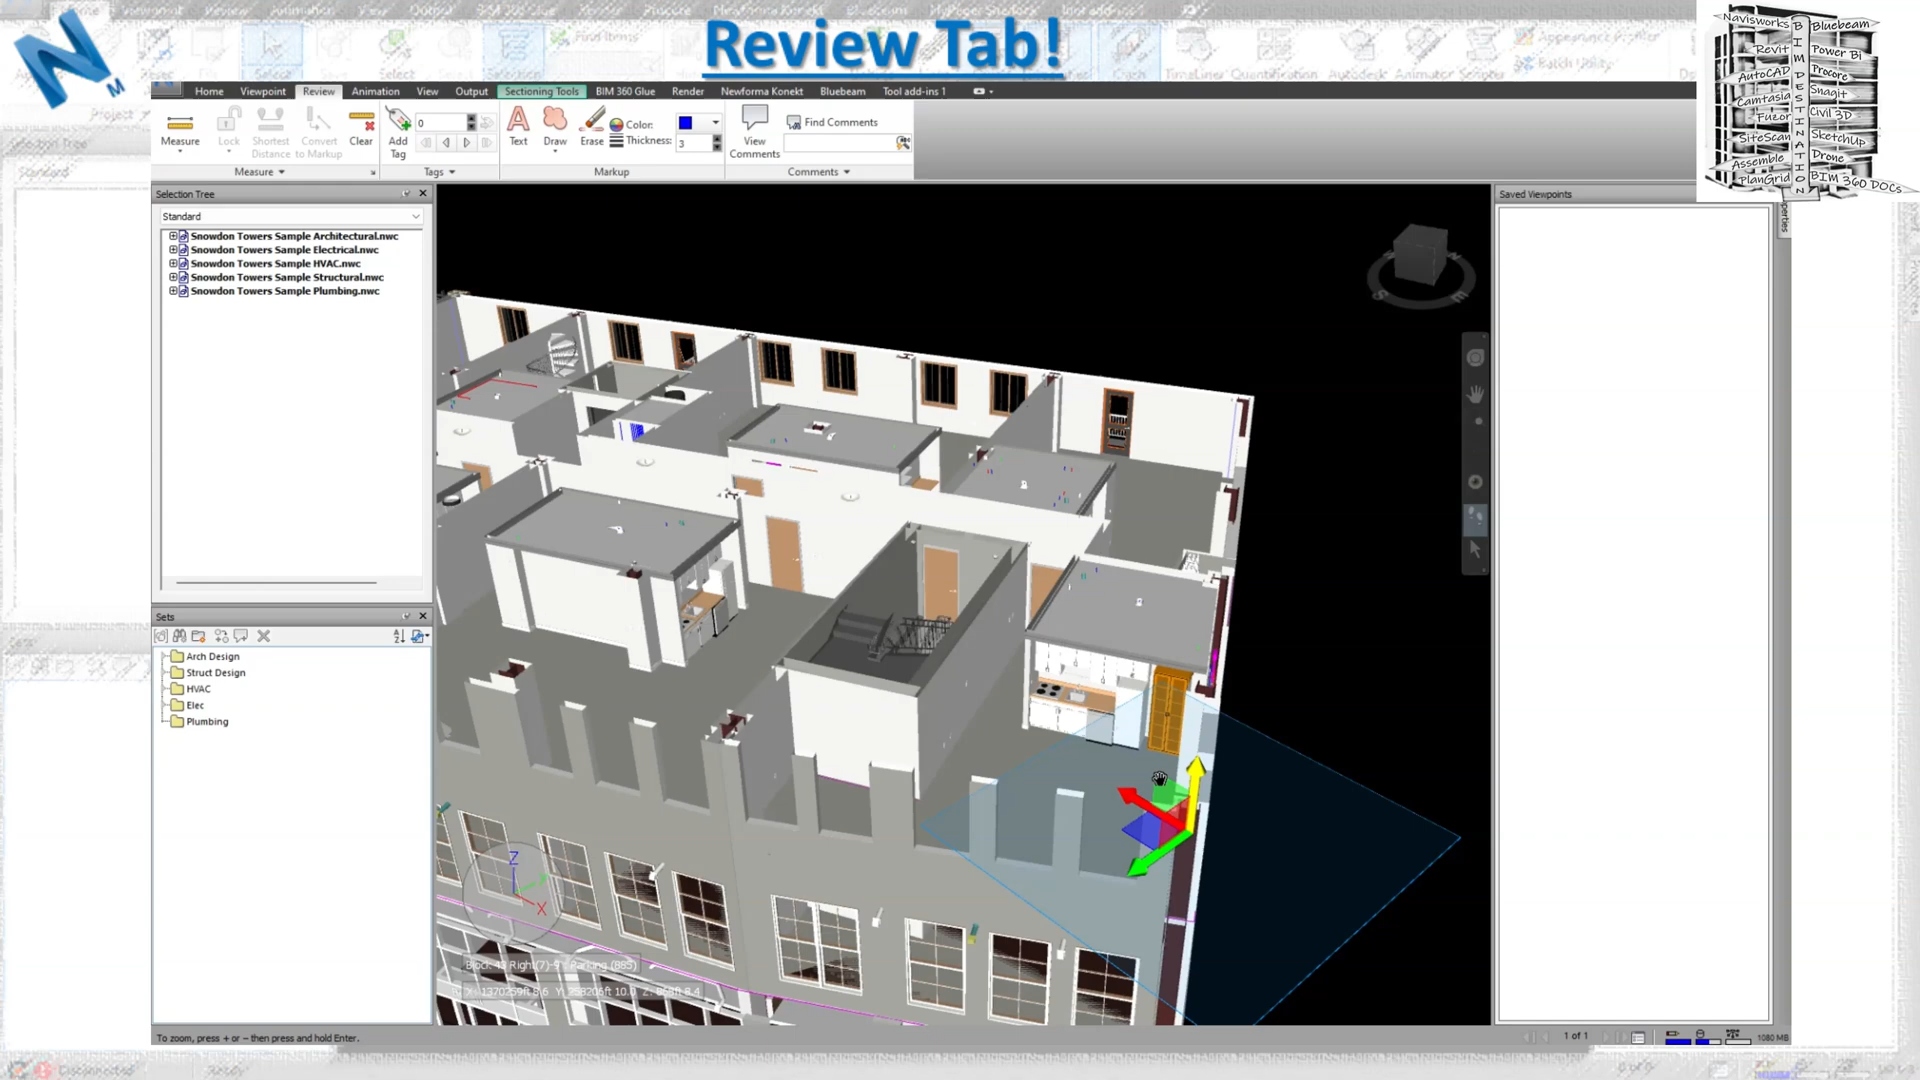 Review Tab!
Navisworks
Bluebeam
Revit
Power Bi
AutoCAD
Procore
Camtasia
Snagit
Fuzor
Civil 3D
SiteScan
SketchUp
Assemble
Drone
PlanGrid
BIM 360 DOCs
BIM DESTINATION
Home Viewpoint Review Animation View Output Sectioning Tools BIM 360 Glue Render Newforma Konekt Bluebeam Tool add-ins 1
Measure
Lock
Shortest Distance
Convert to Markup
Clear
Add Tag
0
Text
Draw
Erase
Color:
Thickness: 3
View Comments
Find Comments
Measure
Tags
Markup
Comments
Selection Tree
Standard
Snowdon Towers Sample Architectural.nwc
Snowdon Towers Sample Electrical.nwc
Snowdon Towers Sample HVAC.nwc
Snowdon Towers Sample Structural.nwc
Snowdon Towers Sample Plumbing.nwc
Saved Viewpoints
Sets
Arch Design
Struct Design
HVAC
Elec
Plumbing
Z
X
To zoom, press + or – then press and hold Enter.
1 of 1
1080 MB